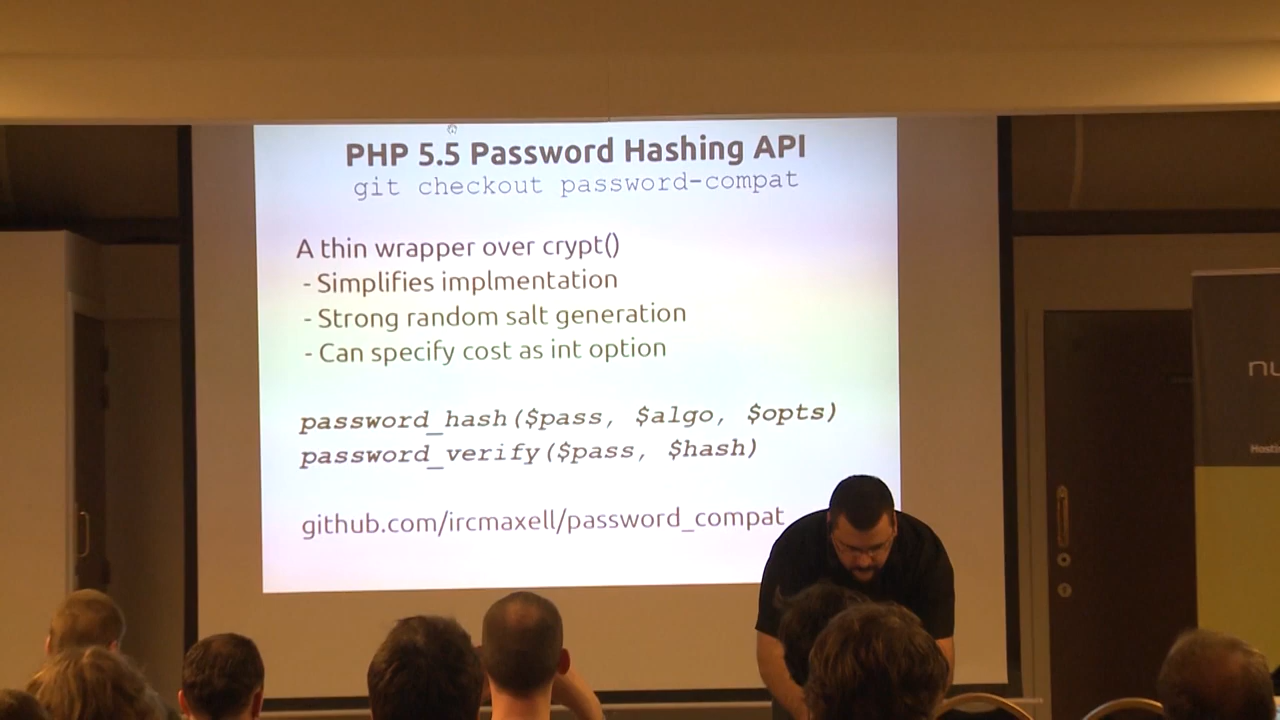 PHP 5.5 Password Hashing API
git checkout password-compat
A thin wrapper over crypt()
- Simplifies implmentation
- Strong random salt generation
- Can specify cost as int option
password_hash($pass, $algo, $opts)
password_verify($pass, $hash)
github.com/ircmaxell/password_compat